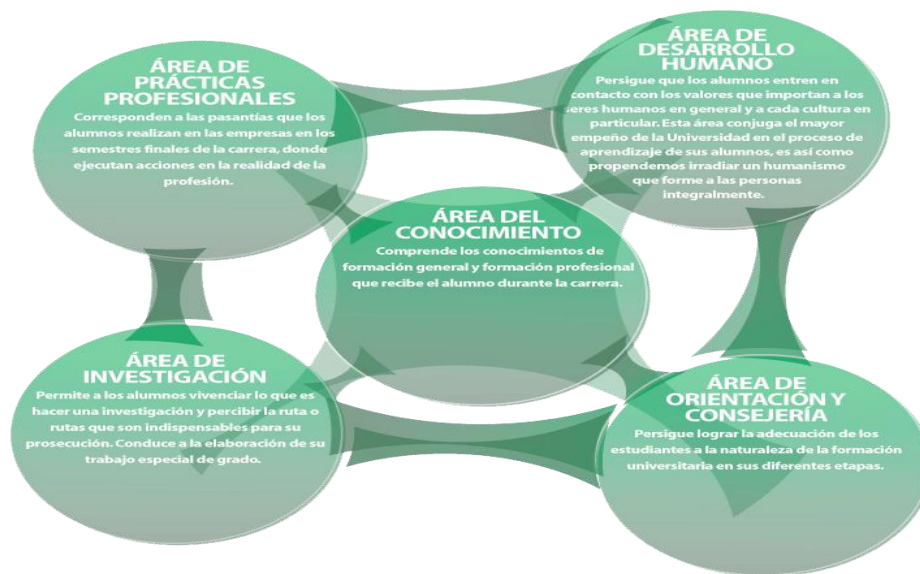 ÁREA DE
PRÁCTICAS
PROFESIONALES
Corresponden a las pasantías que los
alumnos realizan en las empresas en los
semestres finales de la carrera, donde
ejecutan acciones en la realidad de la
profesión.
ÁREA DE
DESARROLLO
HUMANO
Persigue que los alumnos entren en
contacto con los valores que importan a los
seres humanos en general y a cada cultura en
particular. Esta área conjuga el mayor
empeño de la Universidad en el proceso de
aprendizaje de sus alumnos, es así como
propendemos irradiar un humanismo
que forme a las personas
integralmente.
ÁREA DEL
CONOCIMIENTO
Comprende los conocimientos de
formación general y formación profesional
que recibe el alumno durante la carrera.
ÁREA DE
INVESTIGACIÓN
Permite a los alumnos vivenciar lo que es
hacer una investigación y percibir la ruta o
rutas que son indispensables para su
prosecución. Conduce a la elaboración de su
trabajo especial de grado.
ÁREA DE
ORIENTACIÓN Y
CONSEJERÍA
Persigue lograr la adecuación de los
estudiantes a la naturaleza de la formación
universitaria en sus diferentes etapas.